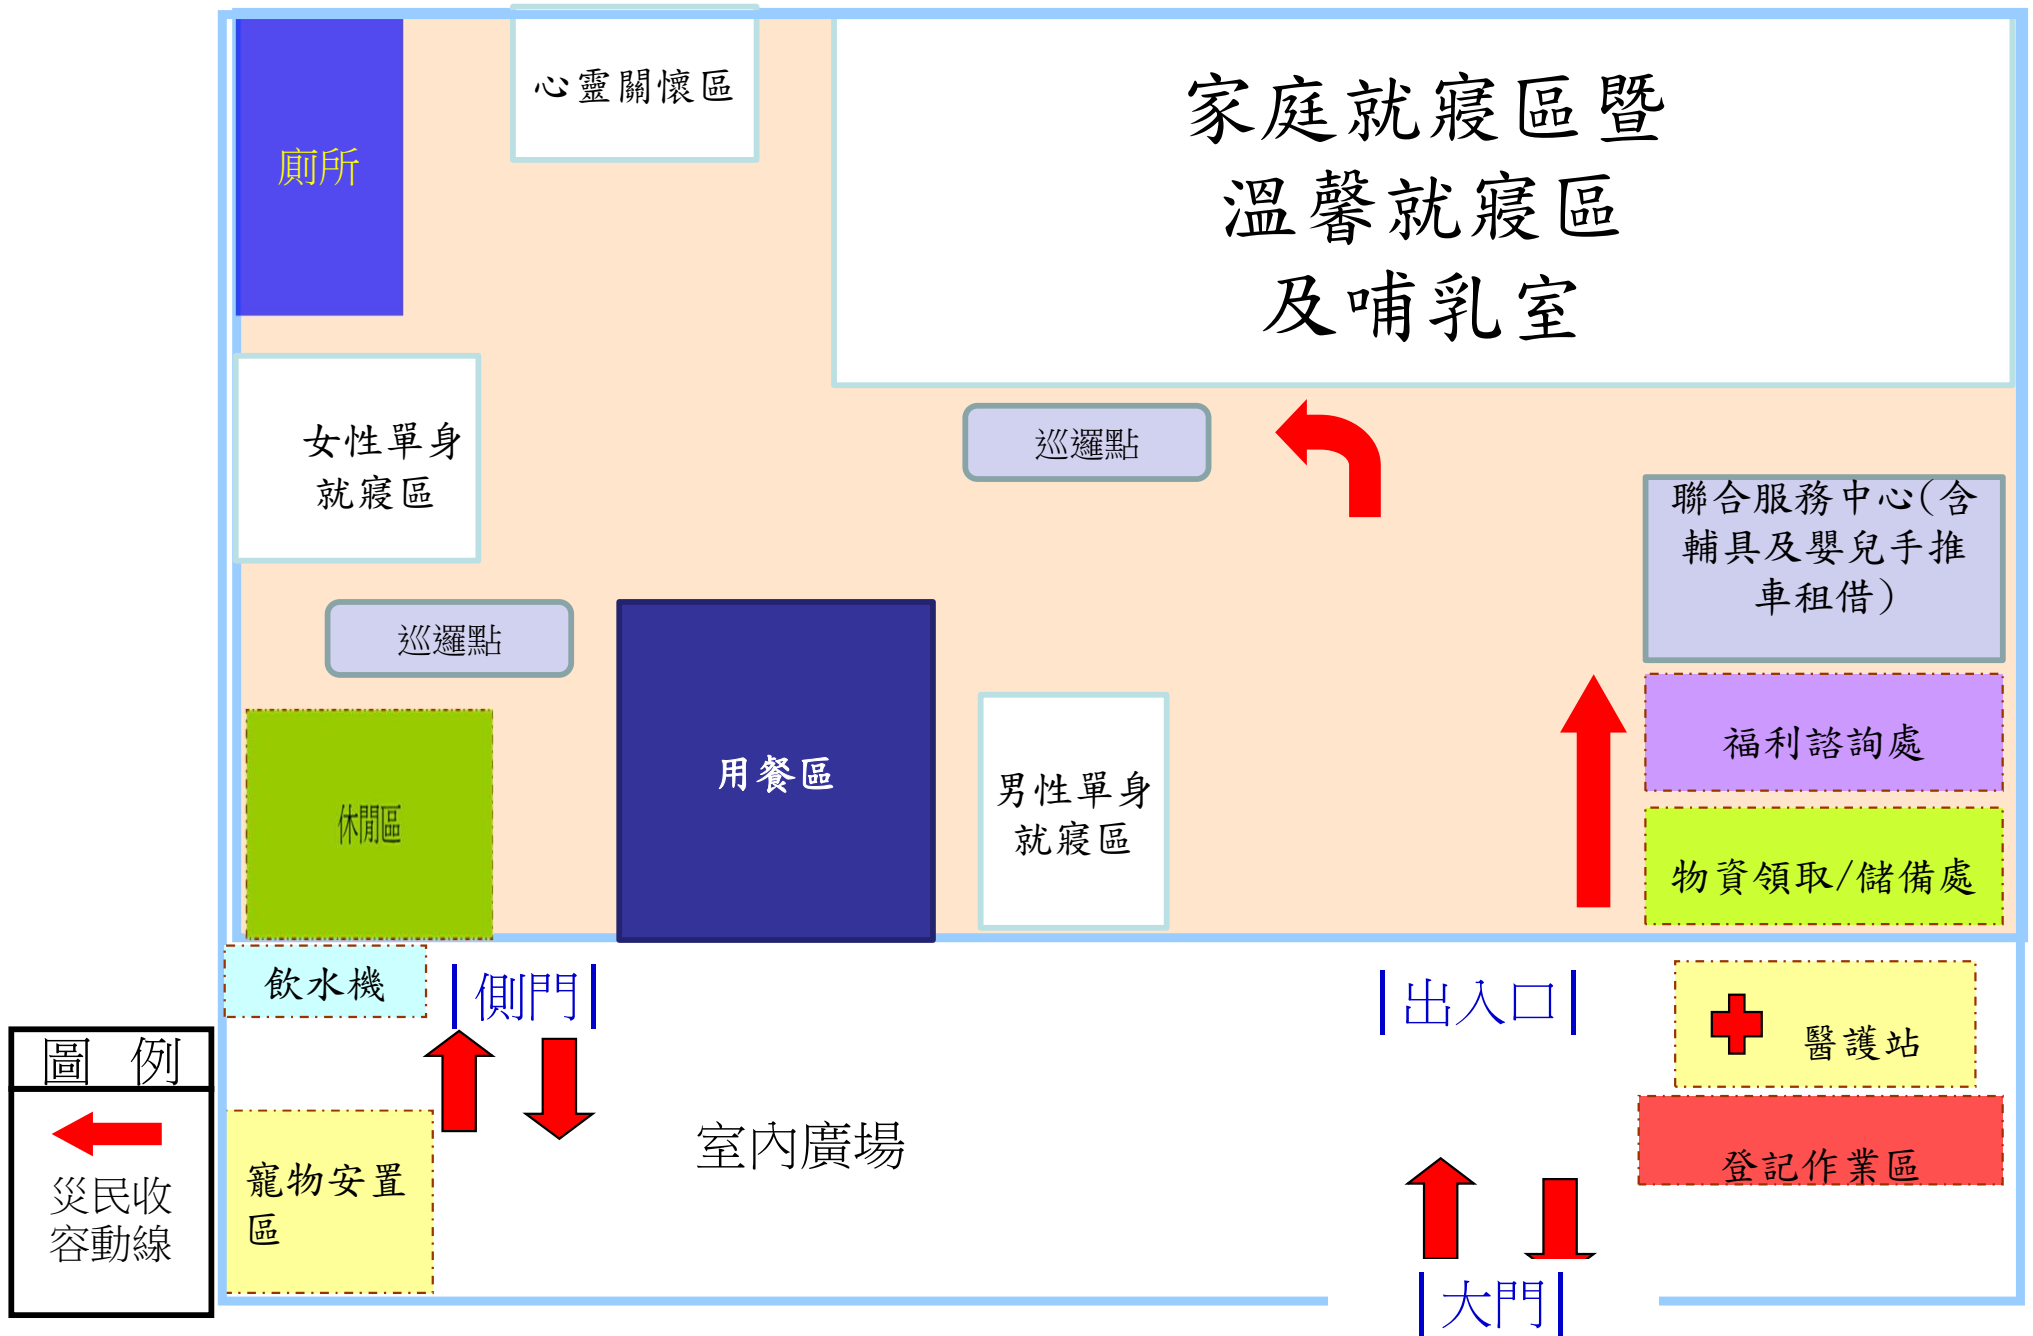 心靈關懷區
廁所
家庭就寢區暨
溫馨就寢區
及哺乳室
女性單身
就寢區
巡邏點
聯合服務中心(含
輔具及嬰兒手推
車租借)
巡邏點
福利諮詢處
用餐區
男性單身
就寢區
休閒區
物資領取/儲備處
飲水機
側門
出入口
醫護站
圖 例
災民收
容動線
室內廣場
登記作業區
寵物安置
區
大門